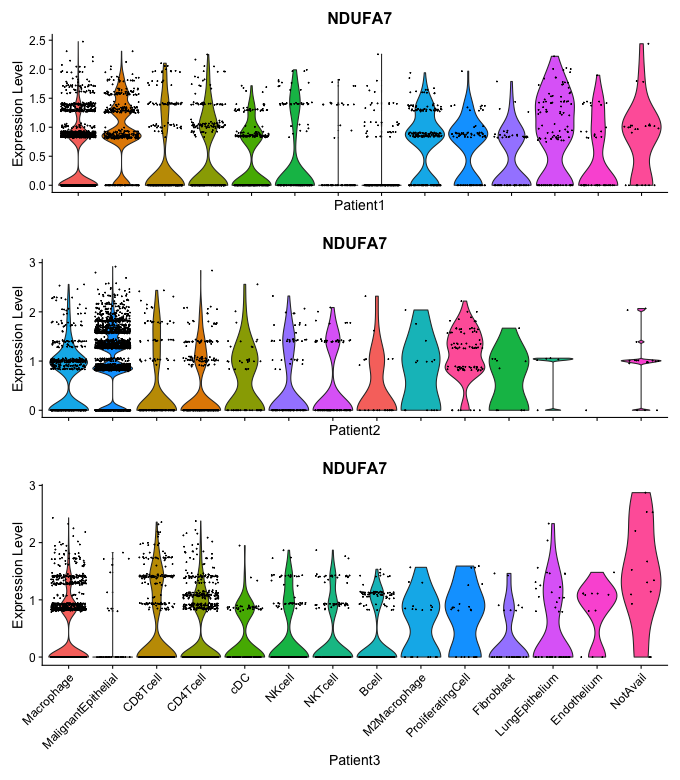 NDUFA7
Expression Level
2.5
2.0
1.5
1.0
0.5
0.0
Patient1
NDUFA7
Expression Level
3
2
1
0
Patient2
NDUFA7
Expression Level
3
2
1
0
Macrophage
MalignantEpithelial
CD8Tcell
CD4Tcell
cDC
NKcell
NKTcell
Bcell
M2Macrophage
ProliferatingCell
Fibroblast
LungEpithelium
Endothelium
NotAvail
Patient3